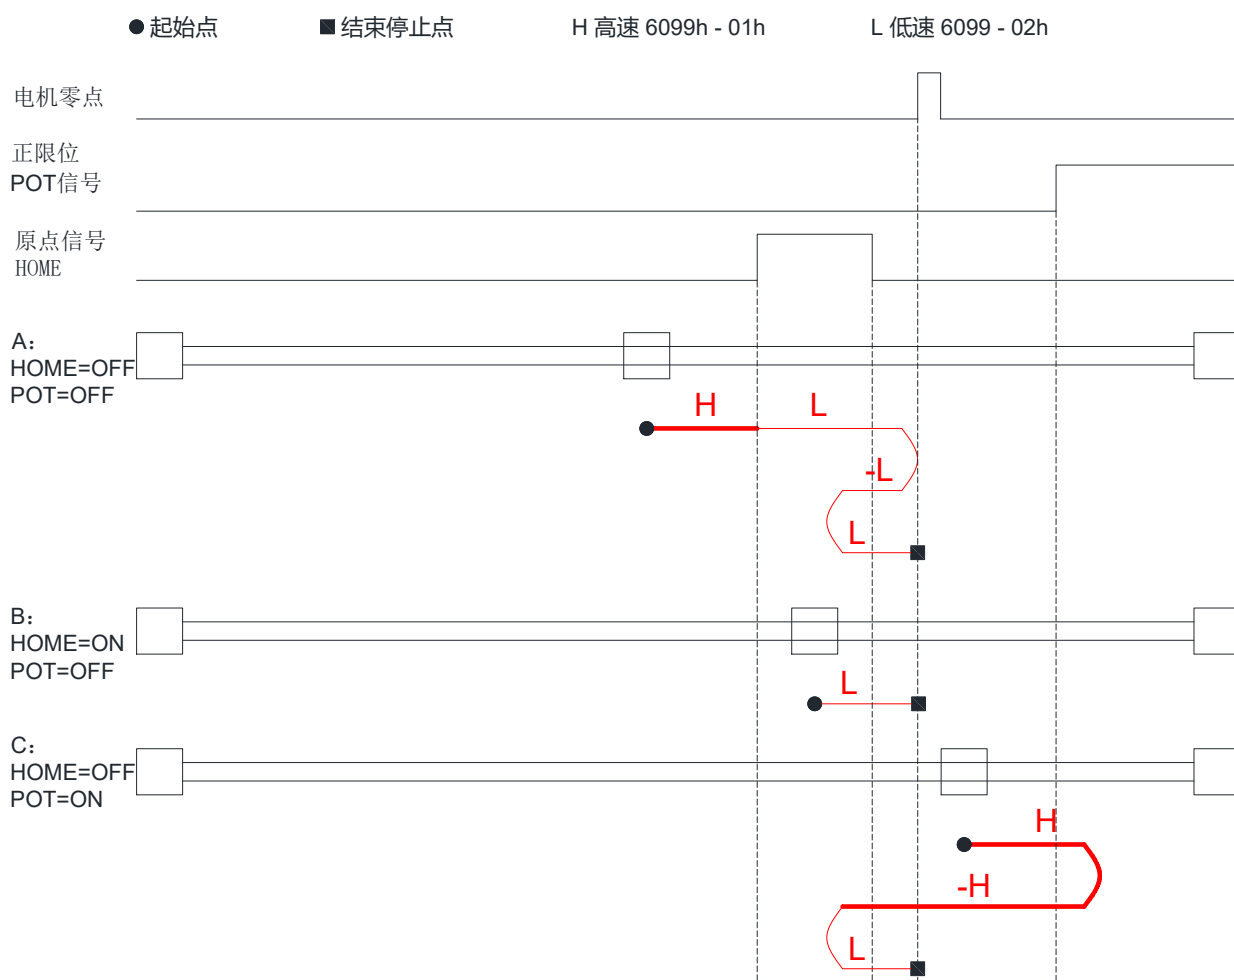 起始点 结束停止点 H 高速 6099h - 01h L 低速 6099 - 02h
电机零点
正限位
POT信号
原点信号
HOME
A：
HOME=OFF
POT=OFF
H L
-L
L
B：
HOME=ON
POT=OFF
L
C：
HOME=OFF
POT=ON
H
-H
L